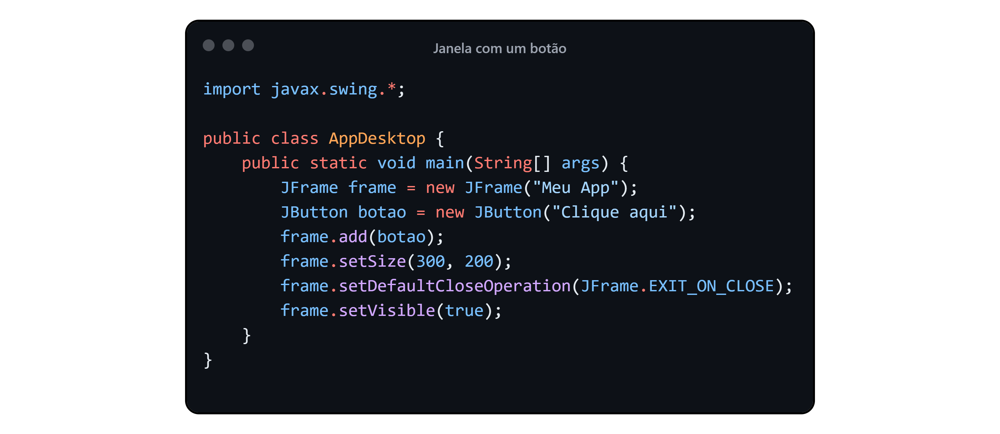 Janela com um botão
import javax.swing.*;
public class AppDesktop {
    public static void main(String[] args) {
        JFrame frame = new JFrame("Meu App");
        JButton botao = new JButton("Clique aqui");
        frame.add(botao);
        frame.setSize(300, 200);
        frame.setDefaultCloseOperation(JFrame.EXIT_ON_CLOSE);
        frame.setVisible(true);
    }
}